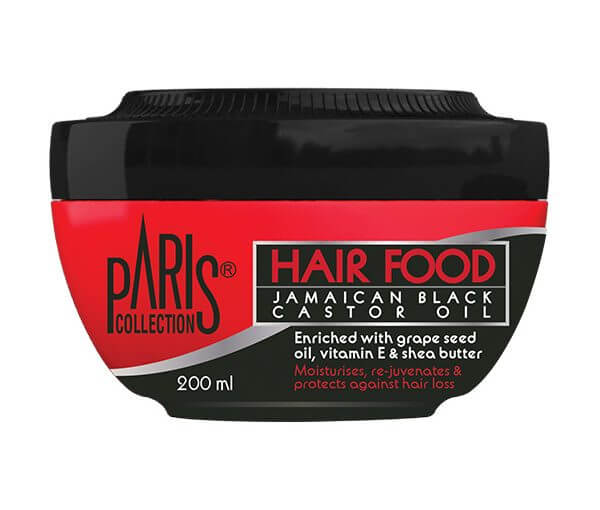 PARIS®
COLLECTION
200 ml
HAIR FOOD
JAMAICAN BLACK
CASTOR OIL
Enriched with grape seed
oil, vitamin E & shea butter
Moisturises, re-juvenates &
protects against hair loss